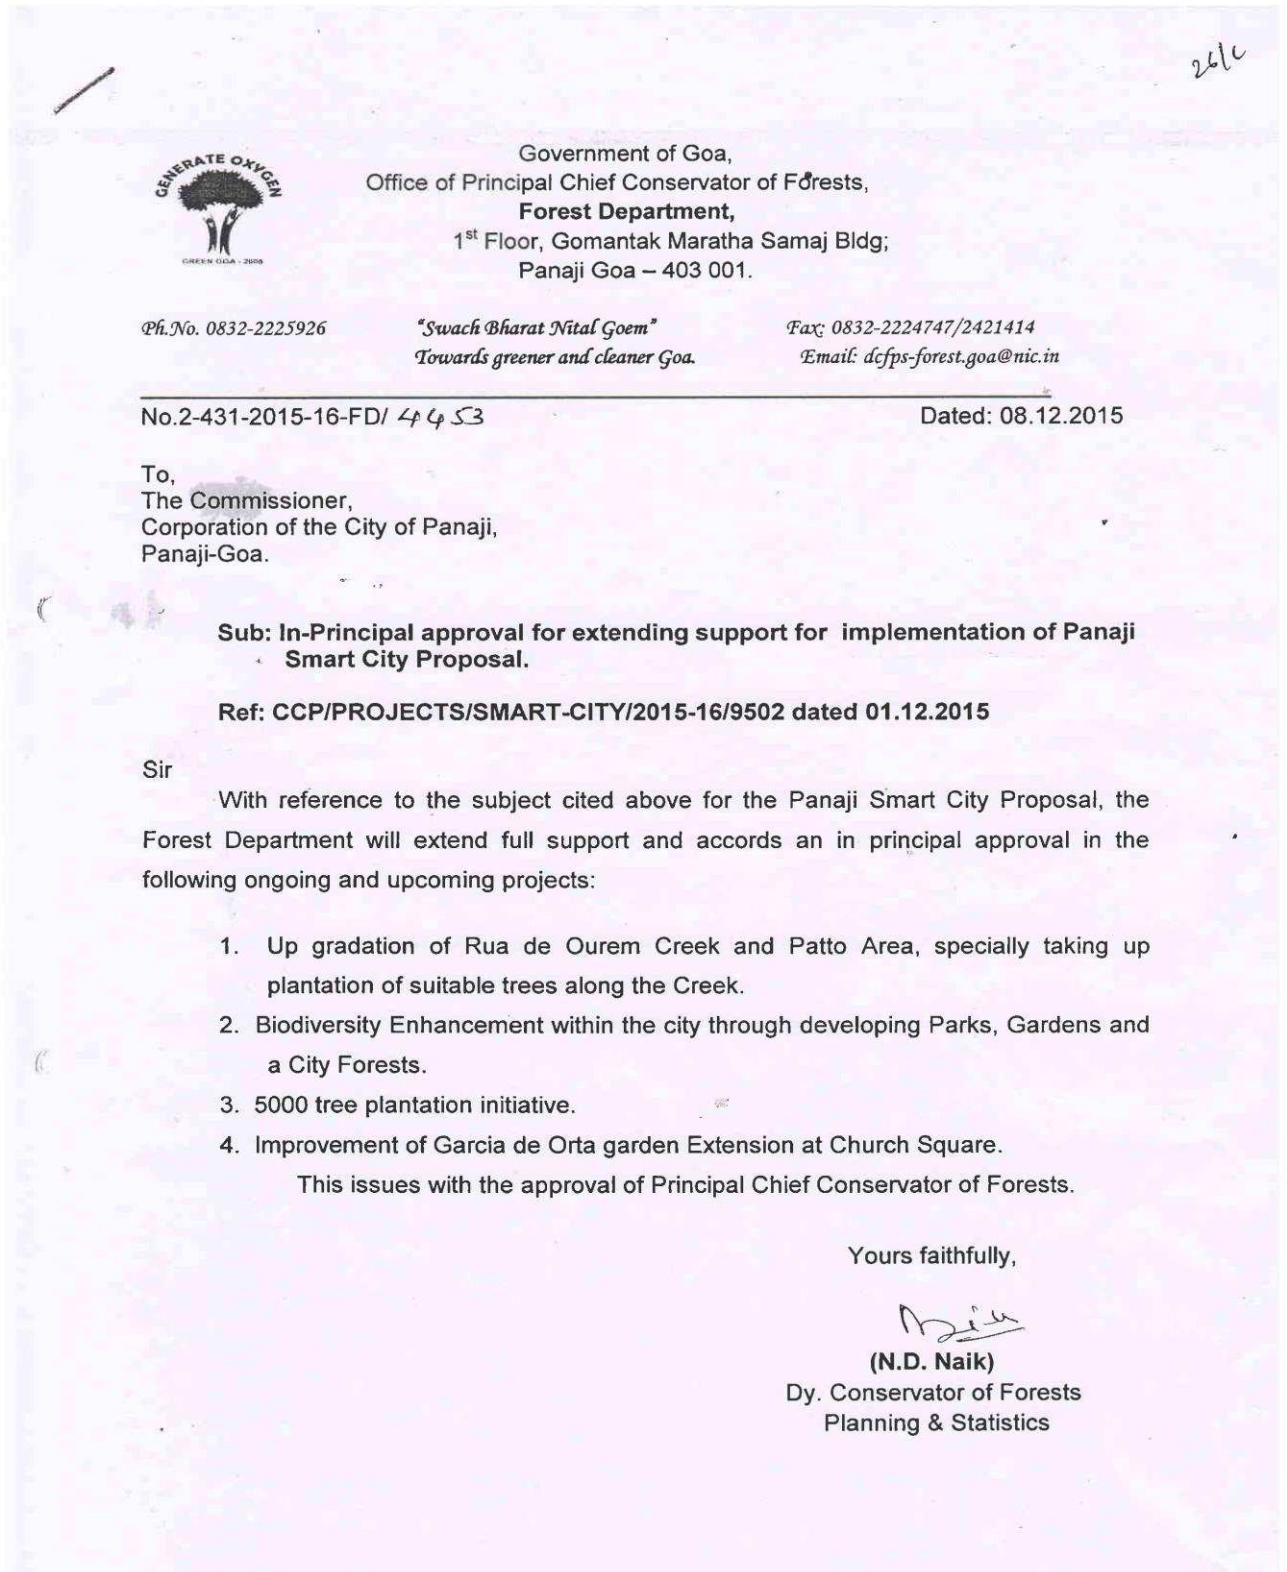 26/c
GENERATE OXYGEN
GREEN GOA - 2008
Government of Goa,
Office of Principal Chief Conservator of Forests,
Forest Department,
1st Floor, Gomantak Maratha Samaj Bldg;
Panaji Goa – 403 001.
Ph.No. 0832-2225926
"Swach Bharat Nital Goem"
Fax: 0832-2224747/2421414
Towards greener and cleaner Goa.
Email: dcfps-forest.goa@nic.in
No.2-431-2015-16-FD/ 4453
Dated: 08.12.2015
To,
The Commissioner,
Corporation of the City of Panaji,
Panaji-Goa.
Sub: In-Principal approval for extending support for implementation of Panaji
Smart City Proposal.
Ref: CCP/PROJECTS/SMART-CITY/2015-16/9502 dated 01.12.2015
Sir
With reference to the subject cited above for the Panaji Smart City Proposal, the
Forest Department will extend full support and accords an in principal approval in the
following ongoing and upcoming projects:
1. Up gradation of Rua de Ourem Creek and Patto Area, specially taking up
plantation of suitable trees along the Creek.
2. Biodiversity Enhancement within the city through developing Parks, Gardens and
a City Forests.
3. 5000 tree plantation initiative.
4. Improvement of Garcia de Orta garden Extension at Church Square.
This issues with the approval of Principal Chief Conservator of Forests.
Yours faithfully,
Naik
(N.D. Naik)
Dy. Conservator of Forests
Planning & Statistics